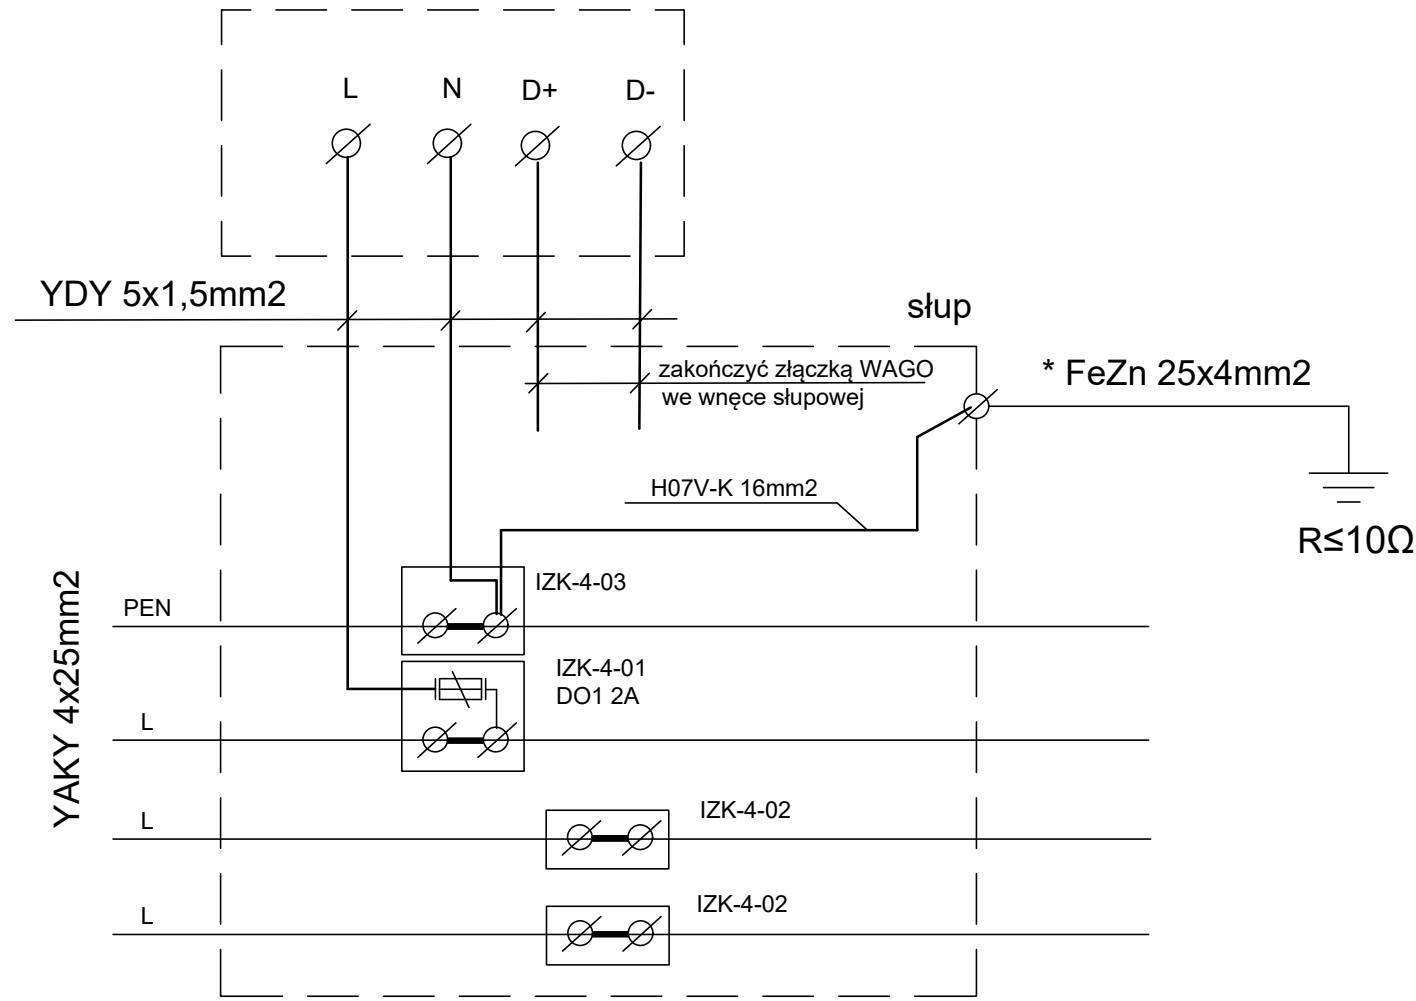 L N D+ D-
YDY 5x1,5mm2
słup
zakończyć złączką WAGO
we wnęce słupowej
* FeZn 25x4mm2
H07V-K 16mm2
R≤10Ω
IZK-4-03
PEN
IZK-4-01
DO1 2A
L
YAKY 4x25mm2
IZK-4-02
L
IZK-4-02
L